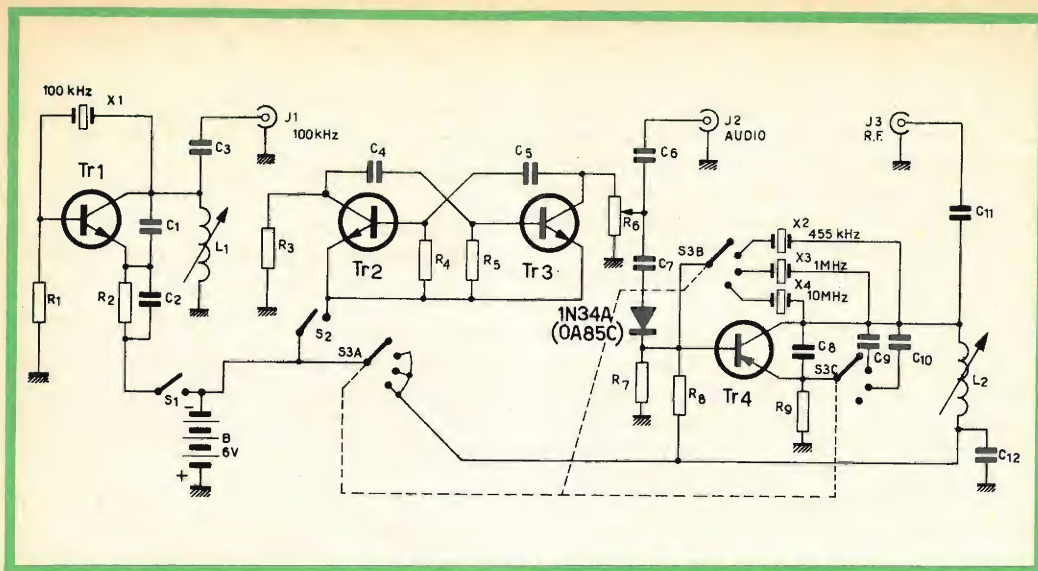 100 kHz
X1
J1
100kHz
J2
AUDIO
J3
R.F.
C3
C4
C5
C6
C11
Tr1
C1
L1
R6
X2
455 kHz
S3B
X3
1MHz
R3
Tr2
R4
R5
Tr3
C7
X4
10MHz
R1
R2
C2
1N34A
(OA85C)
C8
C9
C10
L2
S2
S3A
R7
R8
Tr4
S3C
R9
S1
−
B
6V
+
C12